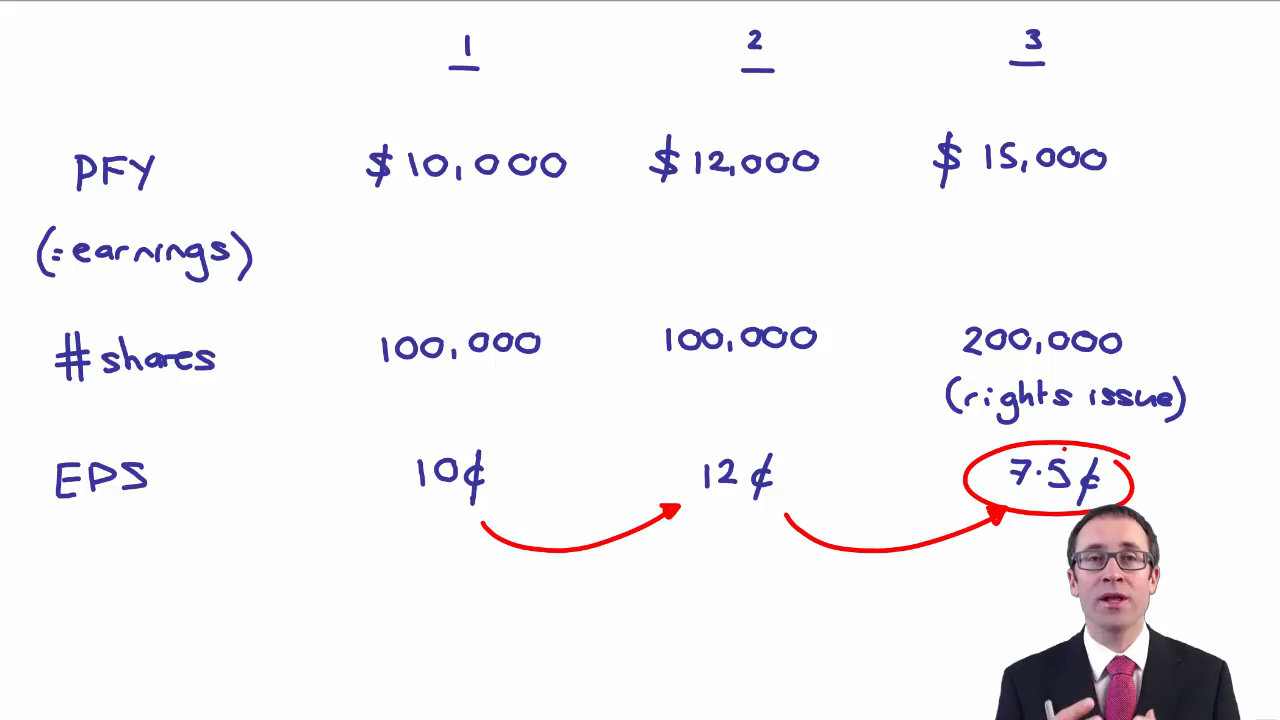 1 2 3
PFY $10,000 $12,000 $15,000
(=earnings)
#shares 100,000 100,000 200,000
(rights issue)
EPS 10¢ 12¢ 7.5¢